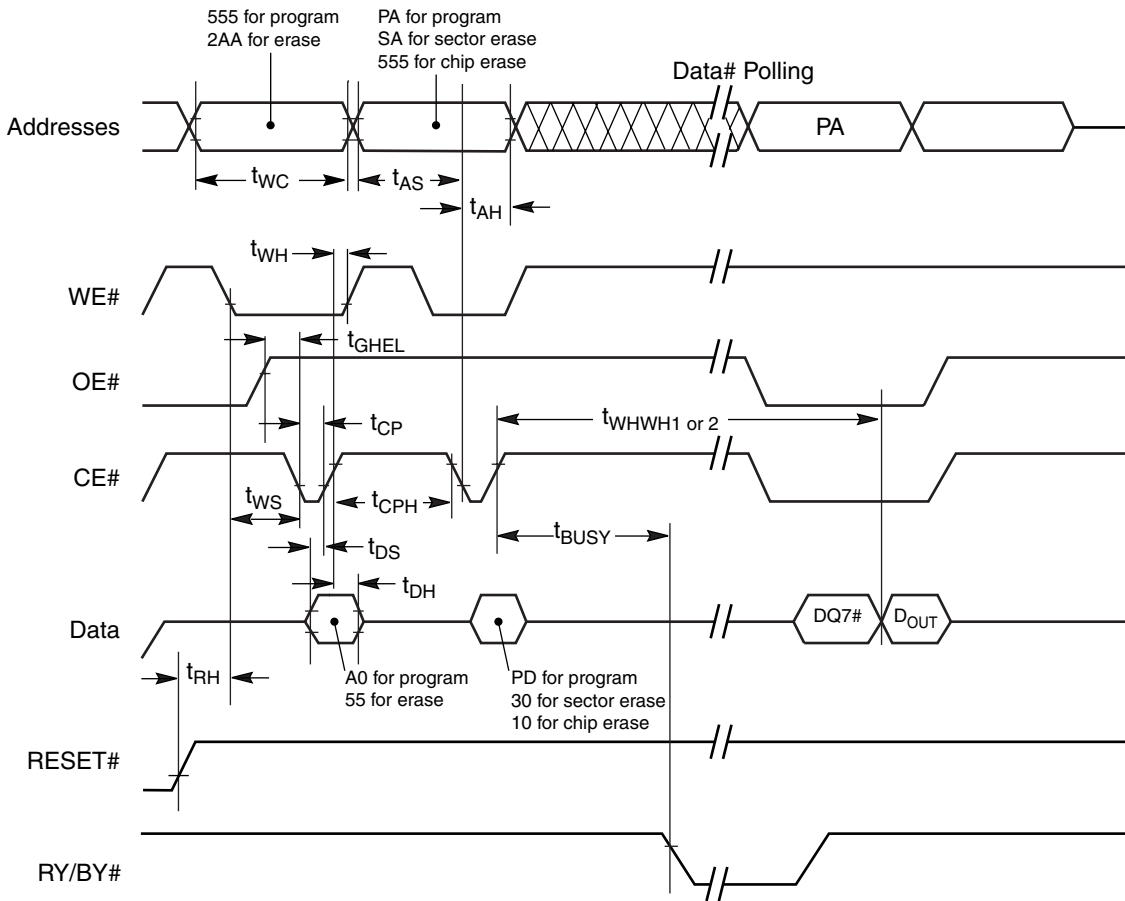 555 for program
2AA for erase
PA for program
SA for sector erase
555 for chip erase
Data# Polling
Addresses
PA
tWC
tAS
tAH
tWH
WE#
tGHEL
OE#
tWHWH1 or 2
tCP
CE#
tWS
tCPH
tBUSY
tDS
tDH
Data
DQ7#
DOUT
tRH
A0 for program
55 for erase
PD for program
30 for sector erase
10 for chip erase
RESET#
RY/BY#